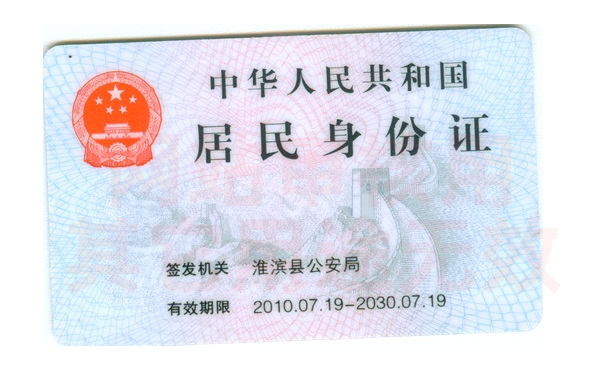 中华人民共和国
居民身份证
签发机关 淮滨县公安局
有效期限 2010.07.19-2030.07.19